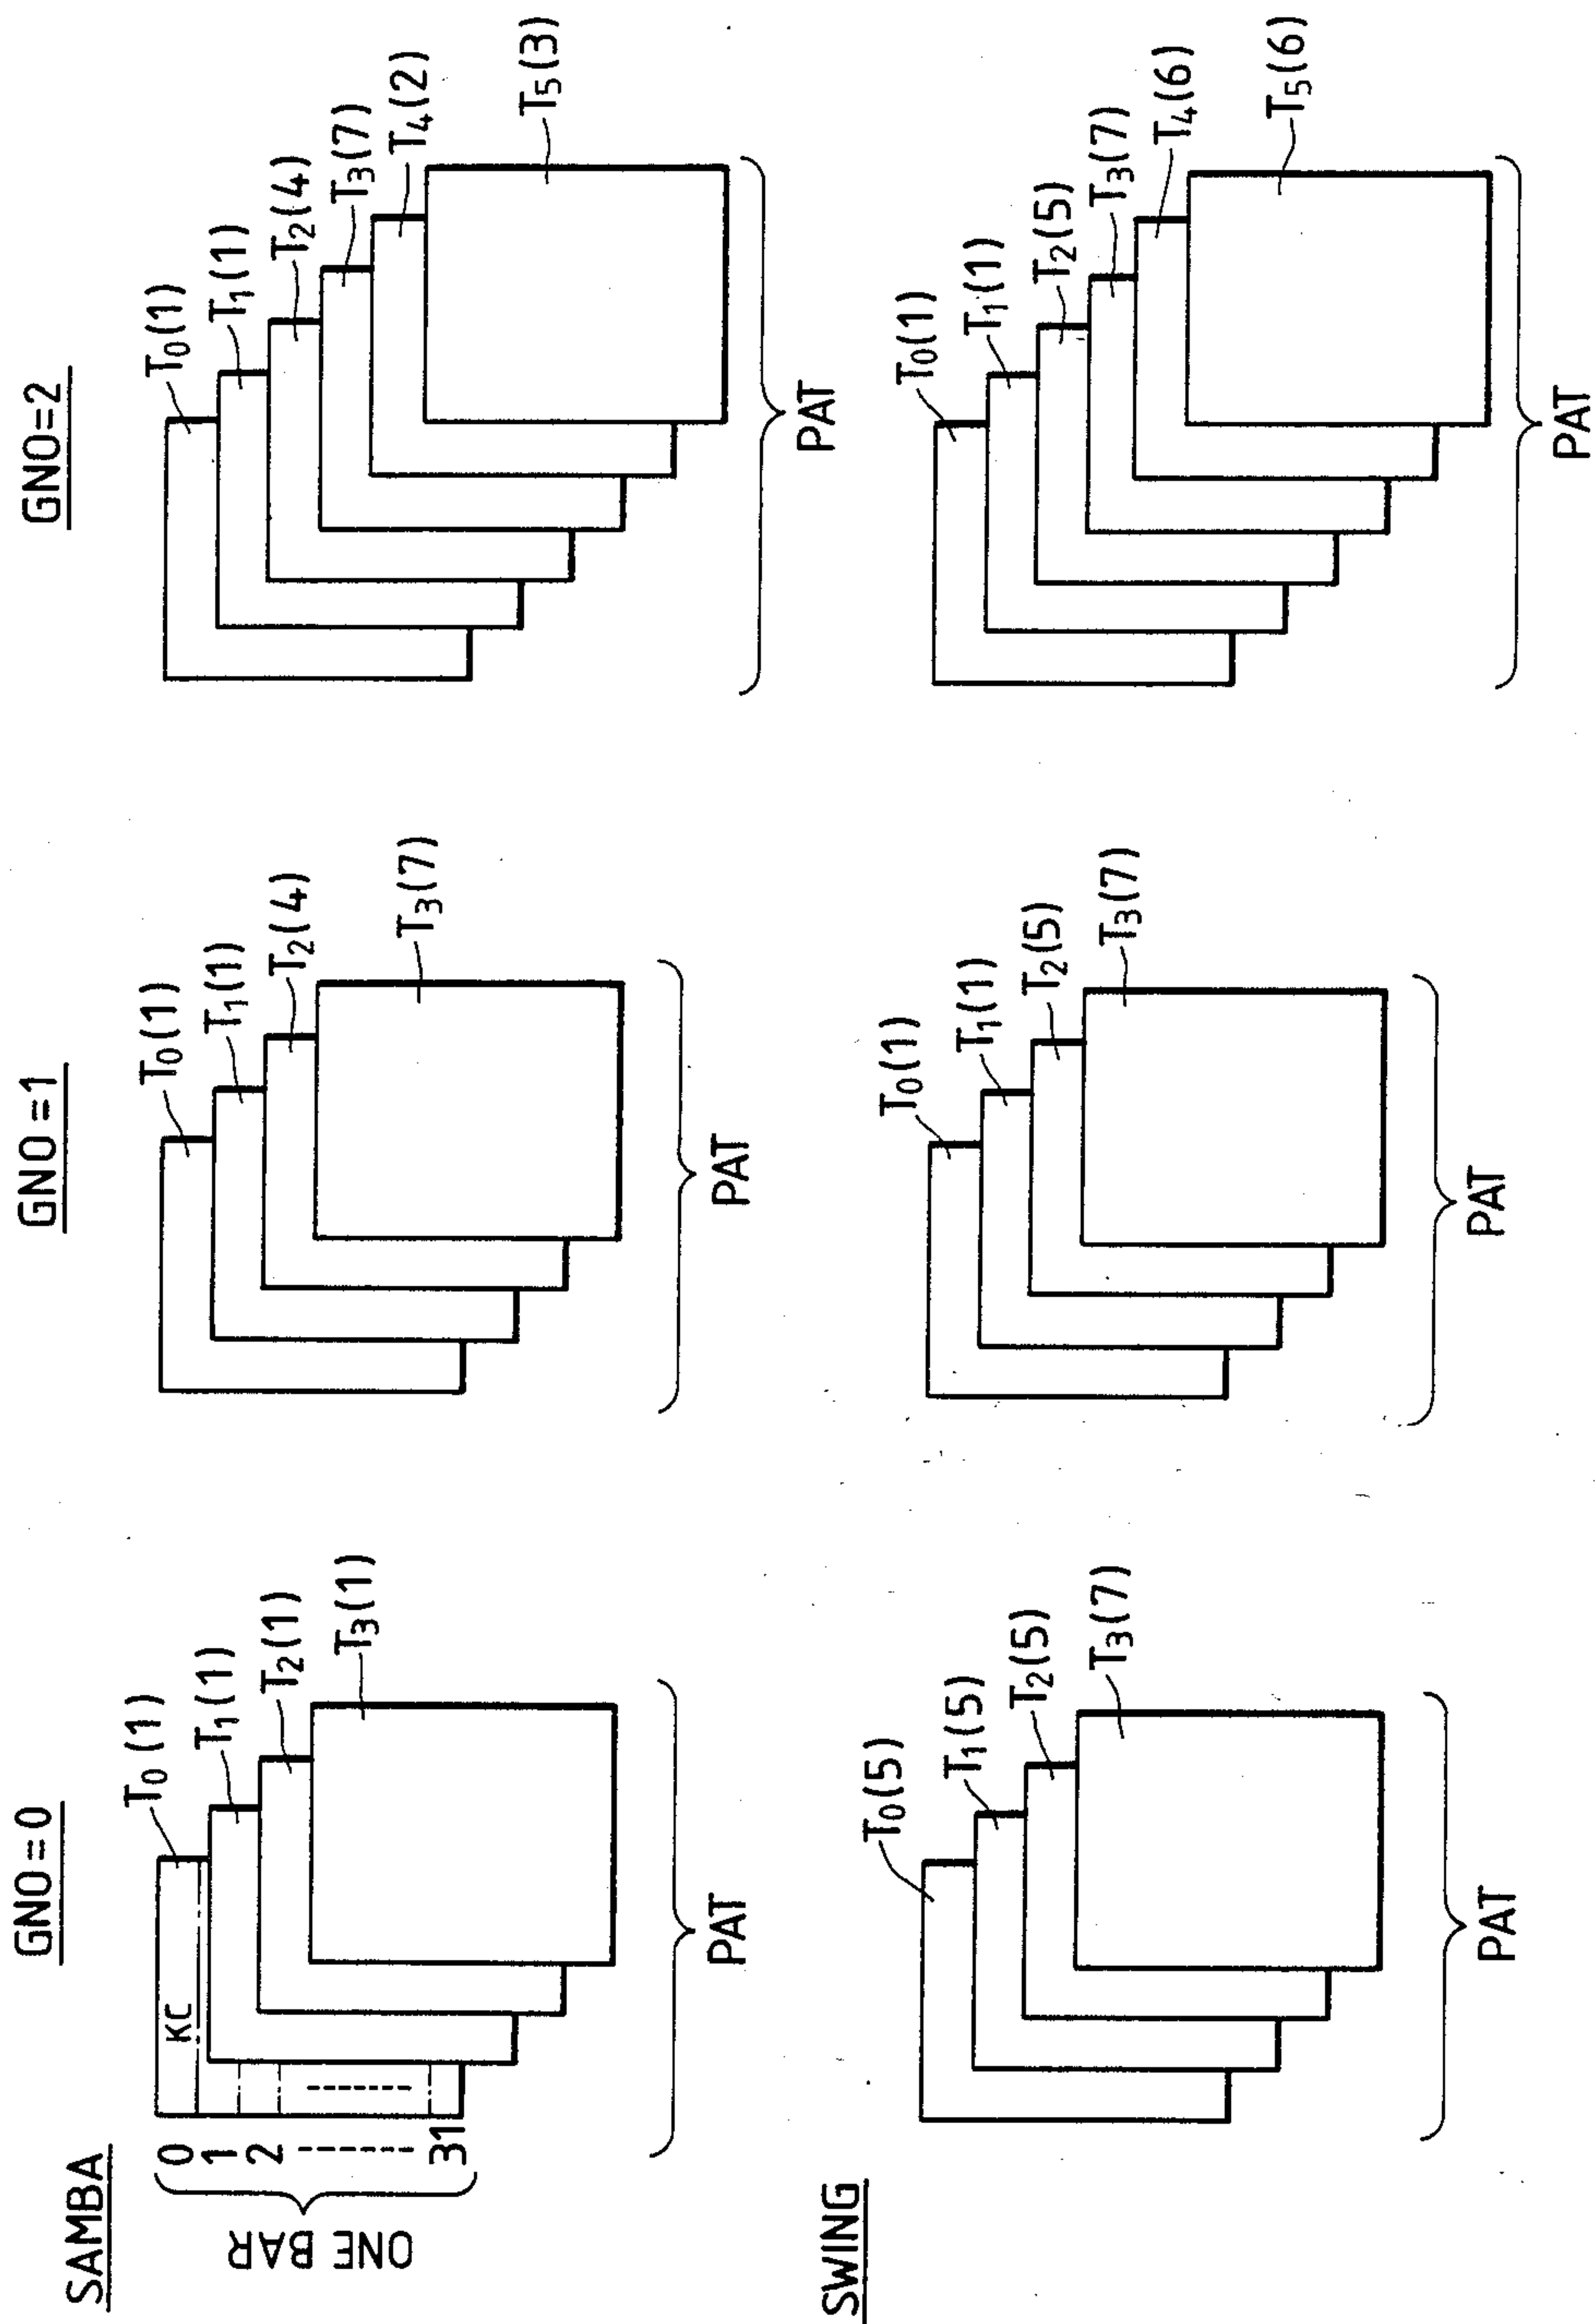 GNO=0
GNO=1
GNO=2
SAMBA
ONE BAR
0
1
2
31
KC
T0(1)
T1(1)
T2(1)
T3(1)
PAT
T0(1)
T1(1)
T2(4)
T3(7)
PAT
T0(1)
T1(1)
T2(4)
T3(7)
T4(2)
T5(3)
PAT
SWING
T0(5)
T1(5)
T2(5)
T3(7)
PAT
T0(1)
T1(1)
T2(5)
T3(7)
PAT
T0(1)
T1(1)
T2(5)
T3(7)
T4(6)
T5(6)
PAT